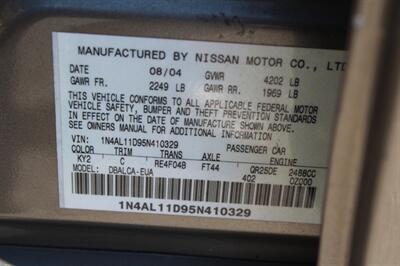 MANUFACTURED BY NISSAN MOTOR CO., LTD
DATE 08/04 GVWR 4202 LB
GAWR FR. 2249 LB GAWR RR. 1969 LB
THIS VEHICLE CONFORMS TO ALL APPLICABLE FEDERAL MOTOR
VEHICLE SAFETY, BUMPER AND THEFT PREVENTION STANDARDS
IN EFFECT ON THE DATE OF MANUFACTURE SHOWN ABOVE.
SEE OWNERS MANUAL FOR ADDITIONAL INFORMATION
VIN: 1N4AL11D95N410329 PASSENGER CAR
COLOR TRIM TRANS AXLE ENGINE
KY2 C RE4F04B FT44 QR25DE 2488CC
MODEL: DBALCA-EUA 402 0Z000
1N4AL11D95N410329